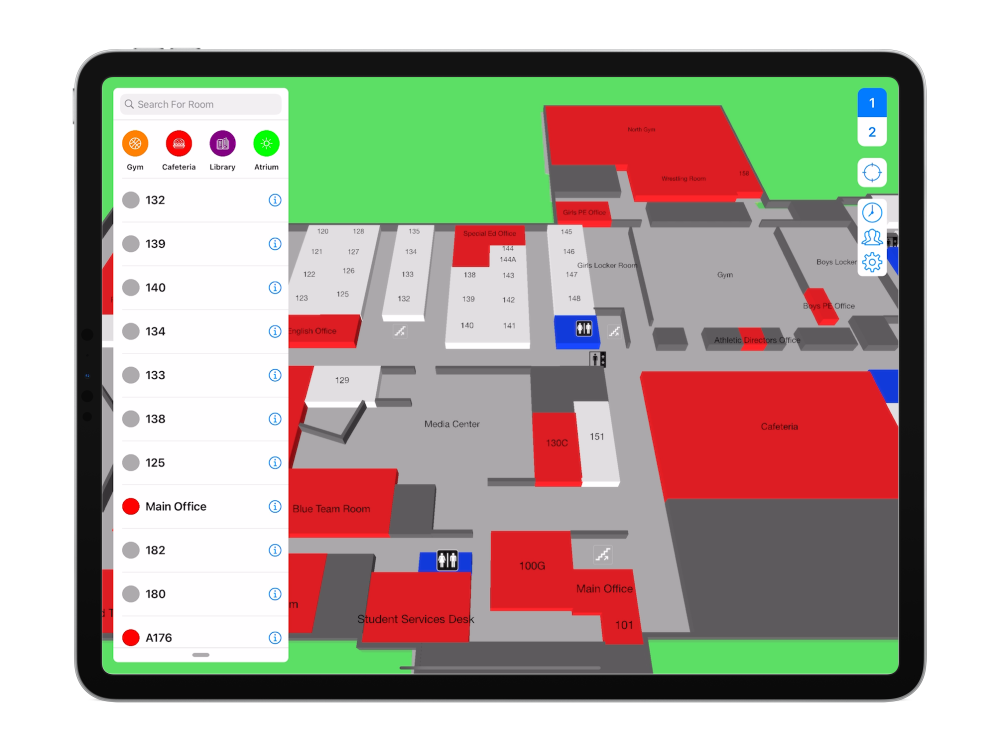 Search For Room
Gym Cafeteria Library Atrium
132
139
140
134
133
138
125
Main Office
182
180
A176
1
2
North Gym
Wrestling Room
158
Girls PE Office
120 128
121 127
122 126
123 125
135
134
133
132
Special Ed Office
144
144A
138 143
139 142
140 141
145
146
147
148
Girls Locker Room
Gym
Boys Locker
Boys PE Office
Athletic Directors Office
English Office
129
Media Center
130C
151
Cafeteria
Blue Team Room
100G
Main Office
101
Student Services Desk
m
d T